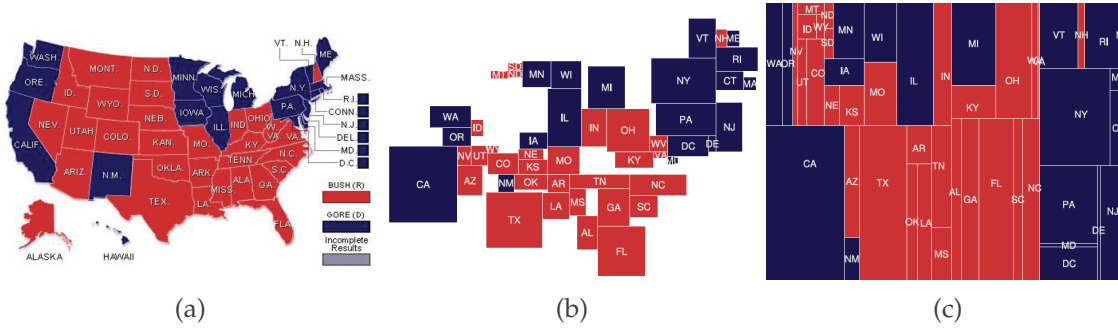 VT. N.H.
WASH. MONT. N.D. MINN. ME.
ORE. ID. S.D. WIS. MICH N.Y. MASS.
WYO. R.I.
NEV. NEB. IOWA PA. CONN.
UTAH COLO. ILL IND OHIO N.J.
CALIF. KAN. MO. W. VA. VA. DEL
KY. MD
ARIZ. N.M. OKLA. ARK. TENN N.C. D.C.
S.C.
TEX. LA. MISS. ALA. GA.
FLA.
BUSH (R)
GORE (D)
Incomplete
Results
ALASKA HAWAII
(a)
VT NH ME
SD
MT ND MN WI NY RI
MI CT MA
WA IL PA NJ
OR ID IA IN OH WV DC DE
NV UT WY CO NE MO KY VA MD
KS
CA AZ NM OK AR TN NC
TX LA MS GA SC
AL FL
(b)
MT ND MN WI VT NH RI
ID WY
WA OR NV SD IL IN MI OH WA
UT CO IA
NE KS MO KY NY
CA AR
AZ TX TN FL NC
OK LA AL GA SC PA NJ
DE
NM MS MD
DC
(c)